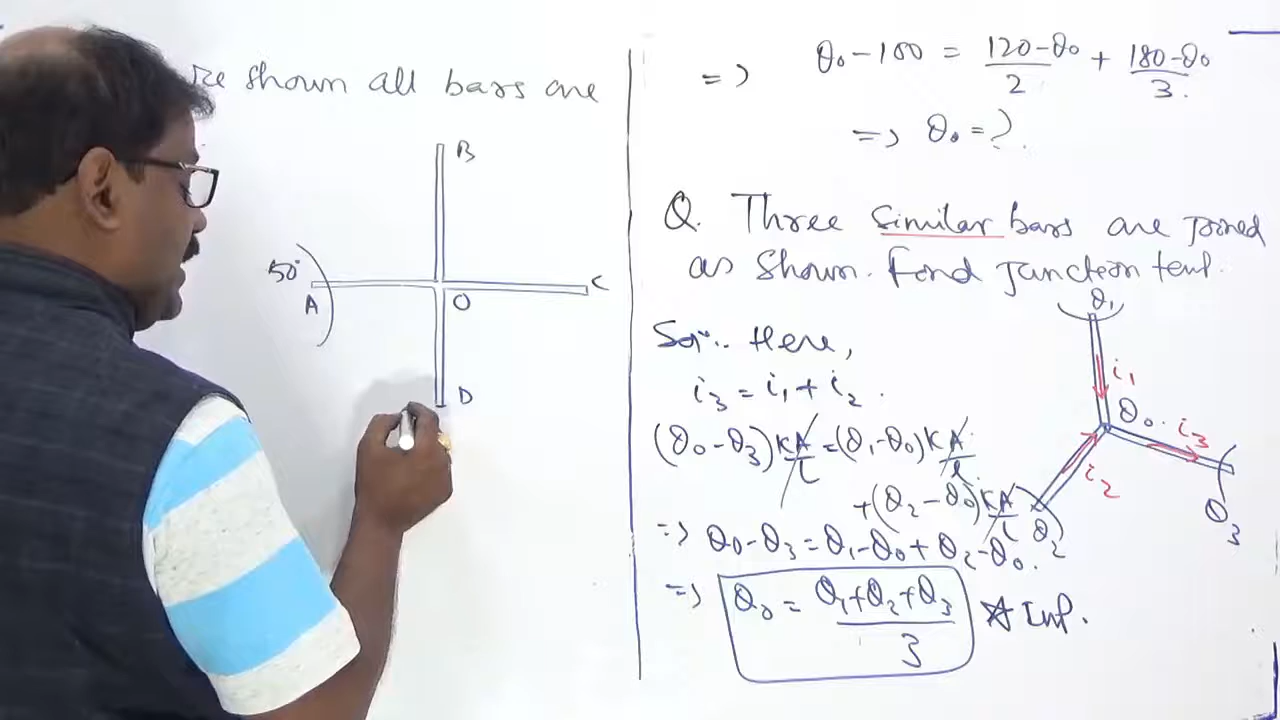 re shown all bars are
B
50°
A
O
C
D
=> θ₀-100 = (120-θ₀)/2 + (180-θ₀)/3.
=> θ₀ = ?
Q. Three similar bars are joined
as shown. Find junction temp.
Solⁿ.. Here,
i₃ = i₁ + i₂.
(θ₀-θ₃)KA/l = (θ₁-θ₀)KA/l
+(θ₂-θ₀)KA/l
=> θ₀-θ₃ = θ₁-θ₀ + θ₂-θ₀.
=> θ₀ = (θ₁+θ₂+θ₃)/3 ☆ Imp.
θ₁
i₁
θ₀.
i₃
i₂
θ₂
θ₃